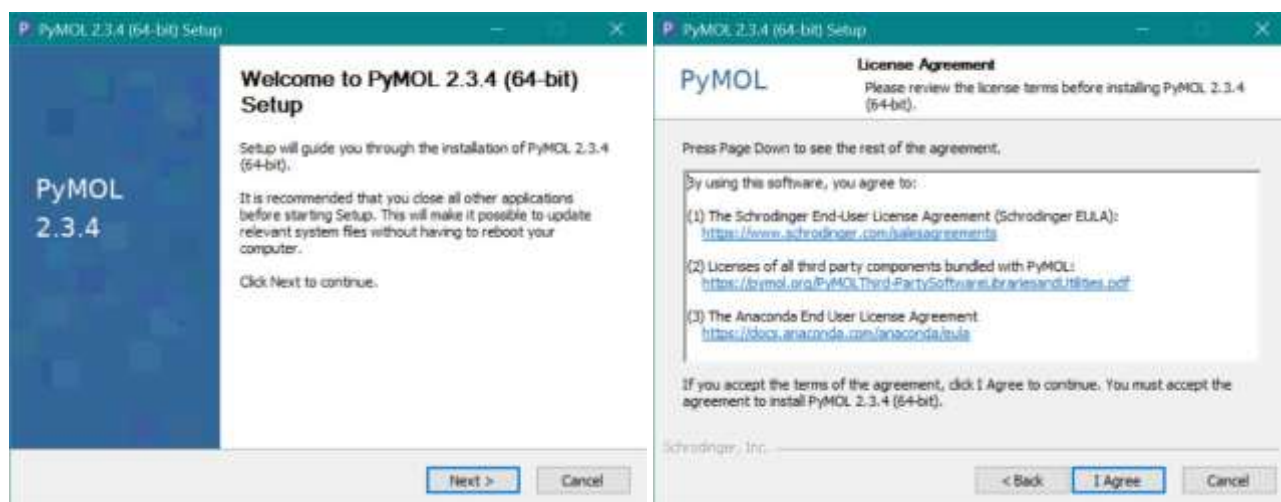 PyMOL 2.3.4 (64-bit) Setup
PyMOL
2.3.4
Welcome to PyMOL 2.3.4 (64-bit)
Setup
Setup will guide you through the installation of PyMOL 2.3.4
(64-bit).
It is recommended that you close all other applications
before starting Setup. This will make it possible to update
relevant system files without having to reboot your
computer.
Click Next to continue.
Next >
Cancel
PyMOL 2.3.4 (64-bit) Setup
PyMOL
License Agreement
Please review the license terms before installing PyMOL 2.3.4
(64-bit).
Press Page Down to see the rest of the agreement.
By using this software, you agree to:
(1) The Schrodinger End-User License Agreement (Schrodinger EULA):
https://www.schrodinger.com/salesagreements
(2) Licenses of all third party components bundled with PyMOL:
https://pymol.org/PyMOLThird-PartySoftwareLibrariesandUtilities.pdf
(3) The Anaconda End User License Agreement
https://docs.anaconda.com/anaconda/eula
If you accept the terms of the agreement, click I Agree to continue. You must accept the
agreement to install PyMOL 2.3.4 (64-bit).
Schrodinger, Inc.
< Back
I Agree
Cancel